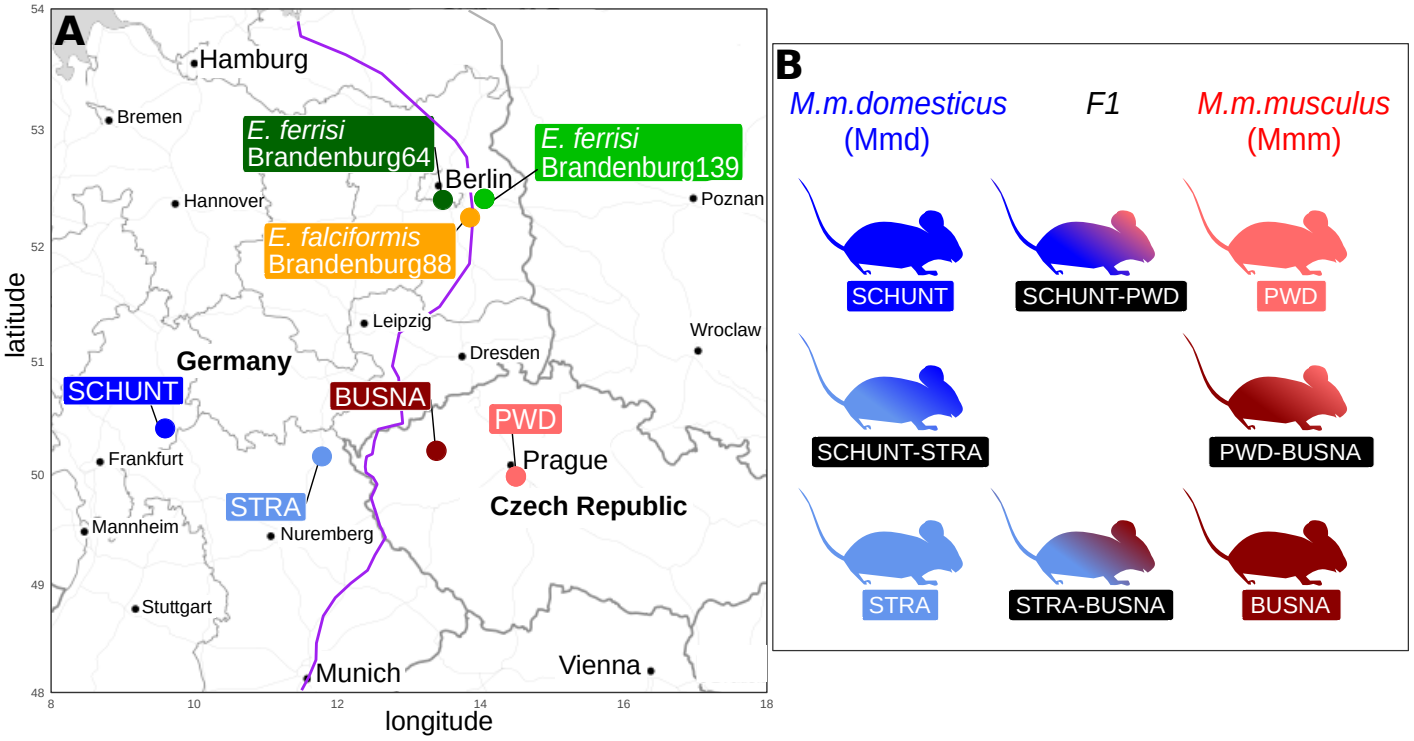 A
54
53
52
51
50
49
48
latitude
Hamburg
Bremen
E. ferrisi
Brandenburg64
E. ferrisi
Brandenburg139
Berlin
Hannover
Poznan
E. falciformis
Brandenburg88
Leipzig
Wroclaw
Dresden
Germany
SCHUNT
BUSNA
PWD
Frankfurt
Prague
STRA
Czech Republic
Mannheim
Nuremberg
Stuttgart
Munich
Vienna
8
10
12
14
16
18
longitude
B
M.m.domesticus
(Mmd)
F1
M.m.musculus
(Mmm)
SCHUNT
SCHUNT-PWD
PWD
SCHUNT-STRA
PWD-BUSNA
STRA
STRA-BUSNA
BUSNA